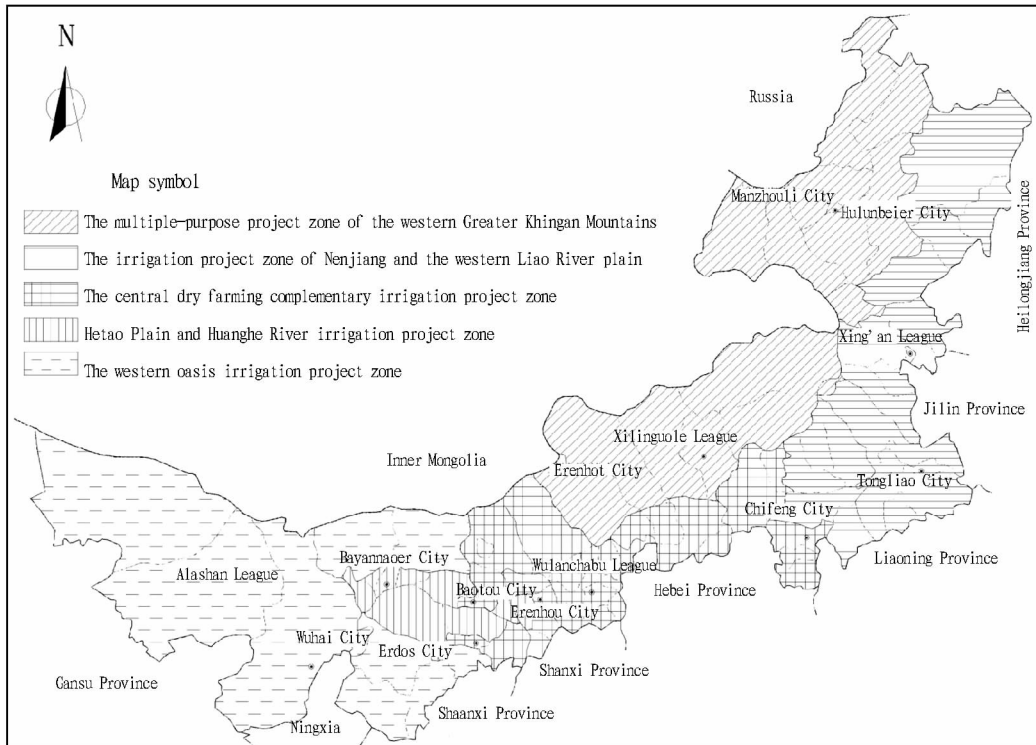 N
Russia
Map symbol
The multiple-purpose project zone of the western Greater Khingan Mountains
The irrigation project zone of Nenjiang and the western Liao River plain
The central dry farming complementary irrigation project zone
Hetao Plain and Huanghe River irrigation project zone
The western oasis irrigation project zone
Manzhouli City
Hulunbeier City
Heilongjiang Province
Xing'an League
Jilin Province
Xilinguole League
Inner Mongolia
Erenhot City
Tongliao City
Chifeng City
Bayannaoer City
Wulanchabu League
Liaoning Province
Alashan League
Baotou City
Hebei Province
Erenhou City
Wuhai City
Erdos City
Shanxi Province
Gansu Province
Shaanxi Province
Ningxia